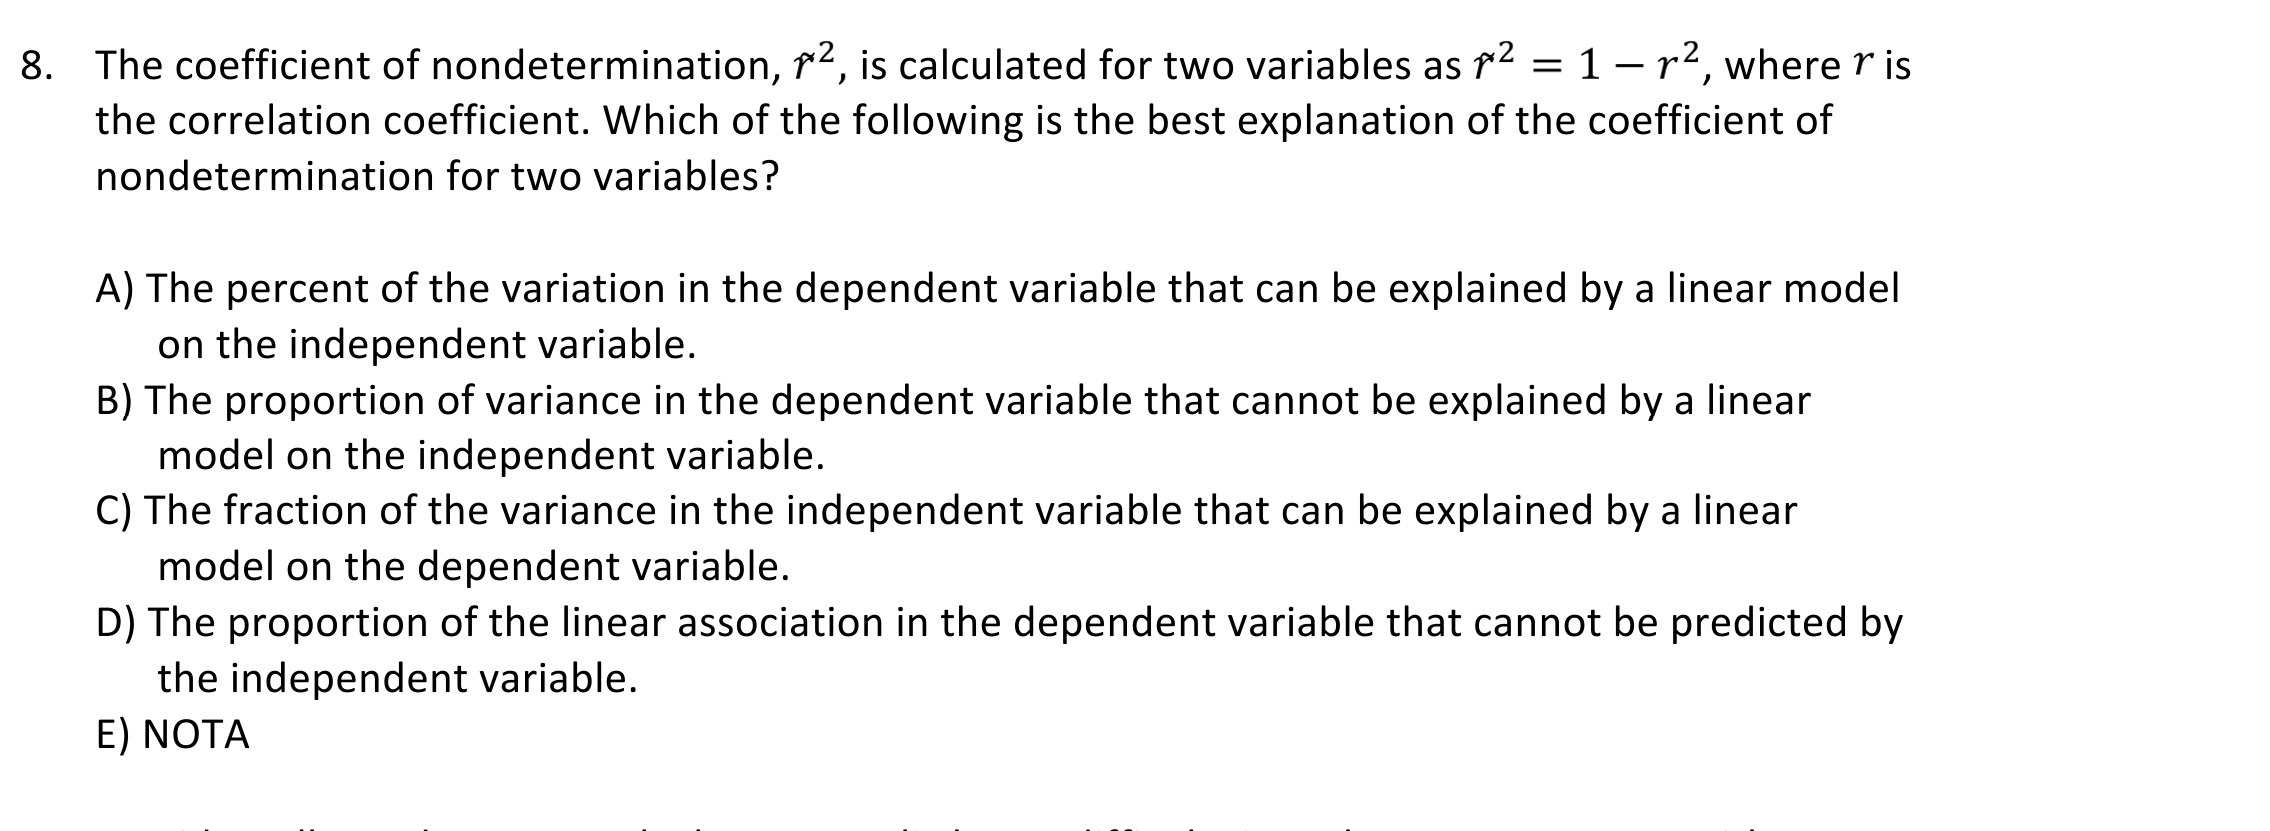 8. The coefficient of nondetermination, r̃², is calculated for two variables as r̃² = 1 − r², where r is
the correlation coefficient. Which of the following is the best explanation of the coefficient of
nondetermination for two variables?
A) The percent of the variation in the dependent variable that can be explained by a linear model
on the independent variable.
B) The proportion of variance in the dependent variable that cannot be explained by a linear
model on the independent variable.
C) The fraction of the variance in the independent variable that can be explained by a linear
model on the dependent variable.
D) The proportion of the linear association in the dependent variable that cannot be predicted by
the independent variable.
E) NOTA